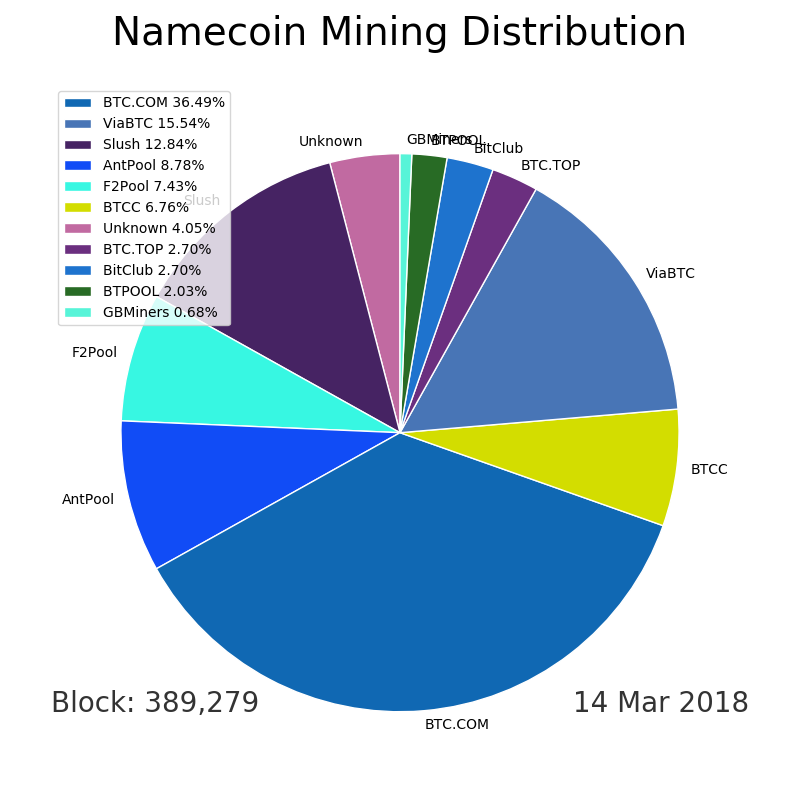 Namecoin Mining Distribution
BTC.COM 36.49%
ViaBTC 15.54%
Slush 12.84%
AntPool 8.78%
F2Pool 7.43%
BTCC 6.76%
Unknown 4.05%
BTC.TOP 2.70%
BitClub 2.70%
BTPOOL 2.03%
GBMiners 0.68%
GBMiners
BTPOOL
BitClub
BTC.TOP
Unknown
Slush
ViaBTC
F2Pool
BTCC
AntPool
BTC.COM
Block: 389,279
14 Mar 2018